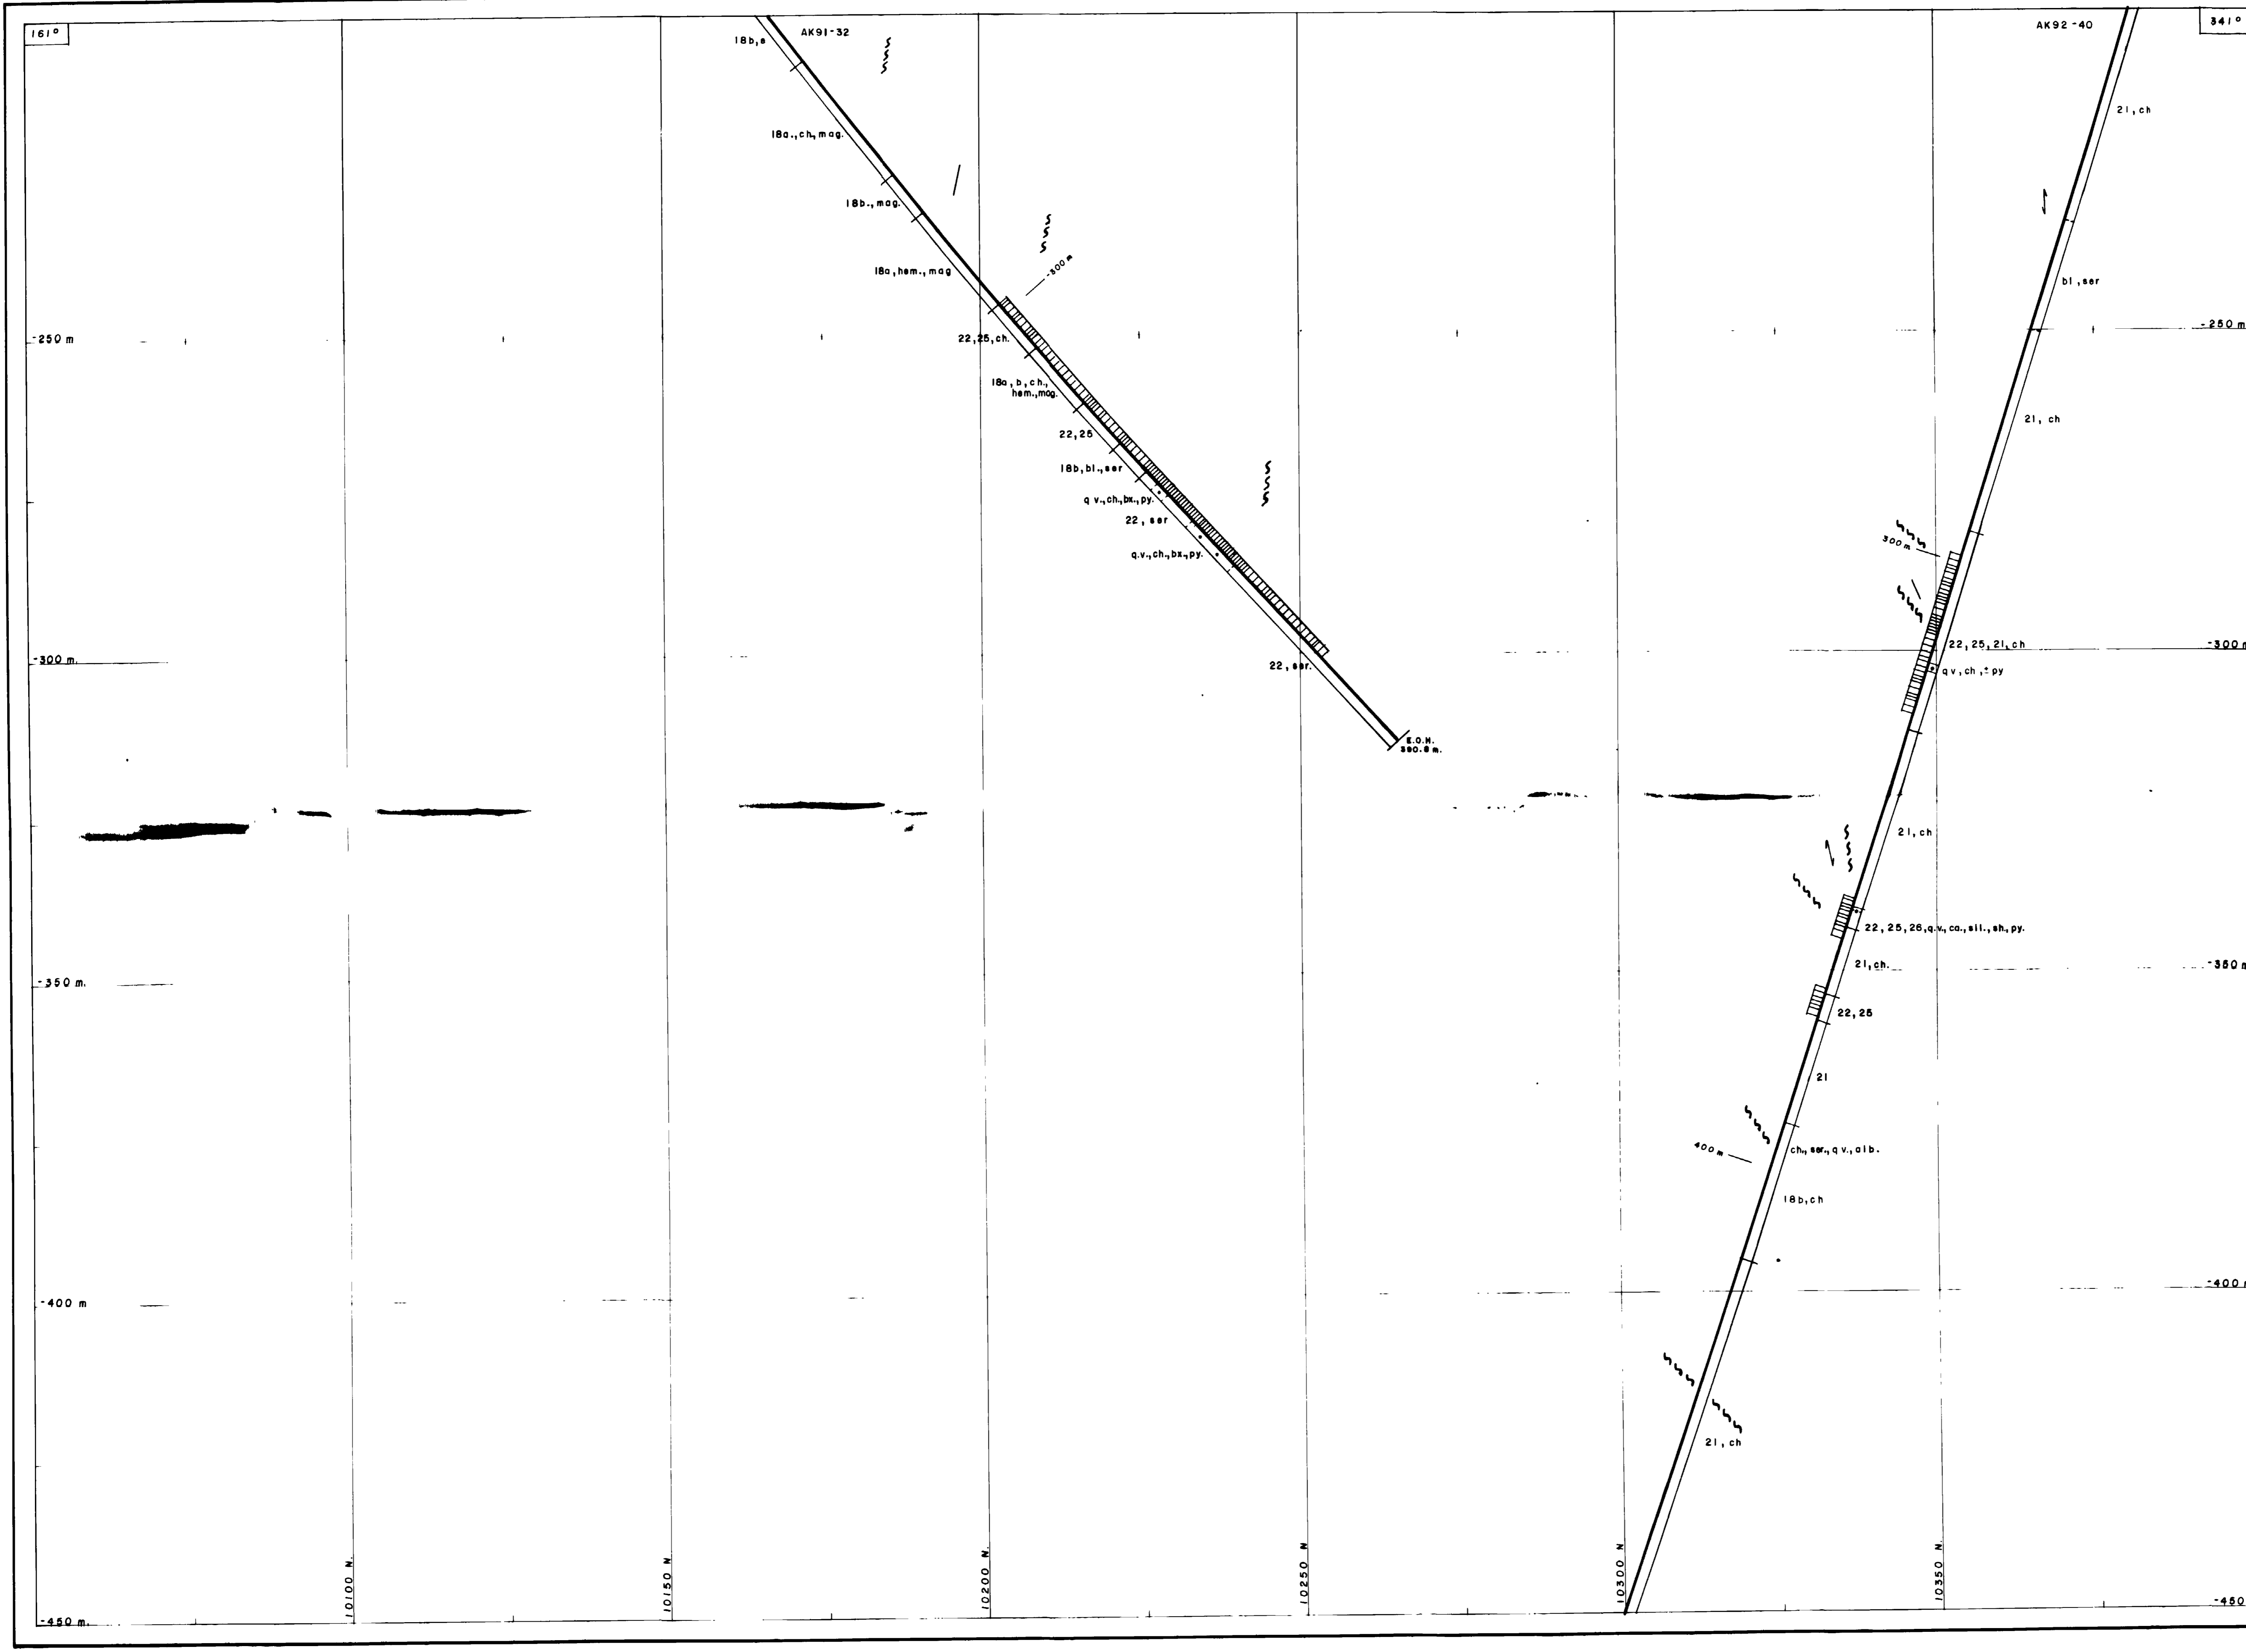 161°
AK91-32
AK92-40
341°
18b,s
21, ch
18a.,ch,mag.
18b.,mag.
18a,hem.,mag
-300 m
bl,ser
-250 m
-250 m
22,25,ch.
18a, b, ch.,
hem.,mag.
21, ch
22,25
18b,bl.,ser
q v.,ch.,bx.,py.
22, ser
q.v.,ch.,bx.,py.
300 m
22,25,21,ch
q v,ch,± py
-300 m.
-300 m
22, ser.
E.O.H.
390.8 m.
21, ch
22, 25, 26,q.v.,ca.,sil.,sh.,py.
21,ch.
-350 m.
-350 m
22,25
21
400 m
ch.,ser.,q v.,alb.
18b,ch
-400 m
-400 m
21, ch
10100 N.
10150 N
10200 N.
10250 N
10300 N
10350 N.
-450 m.
-450